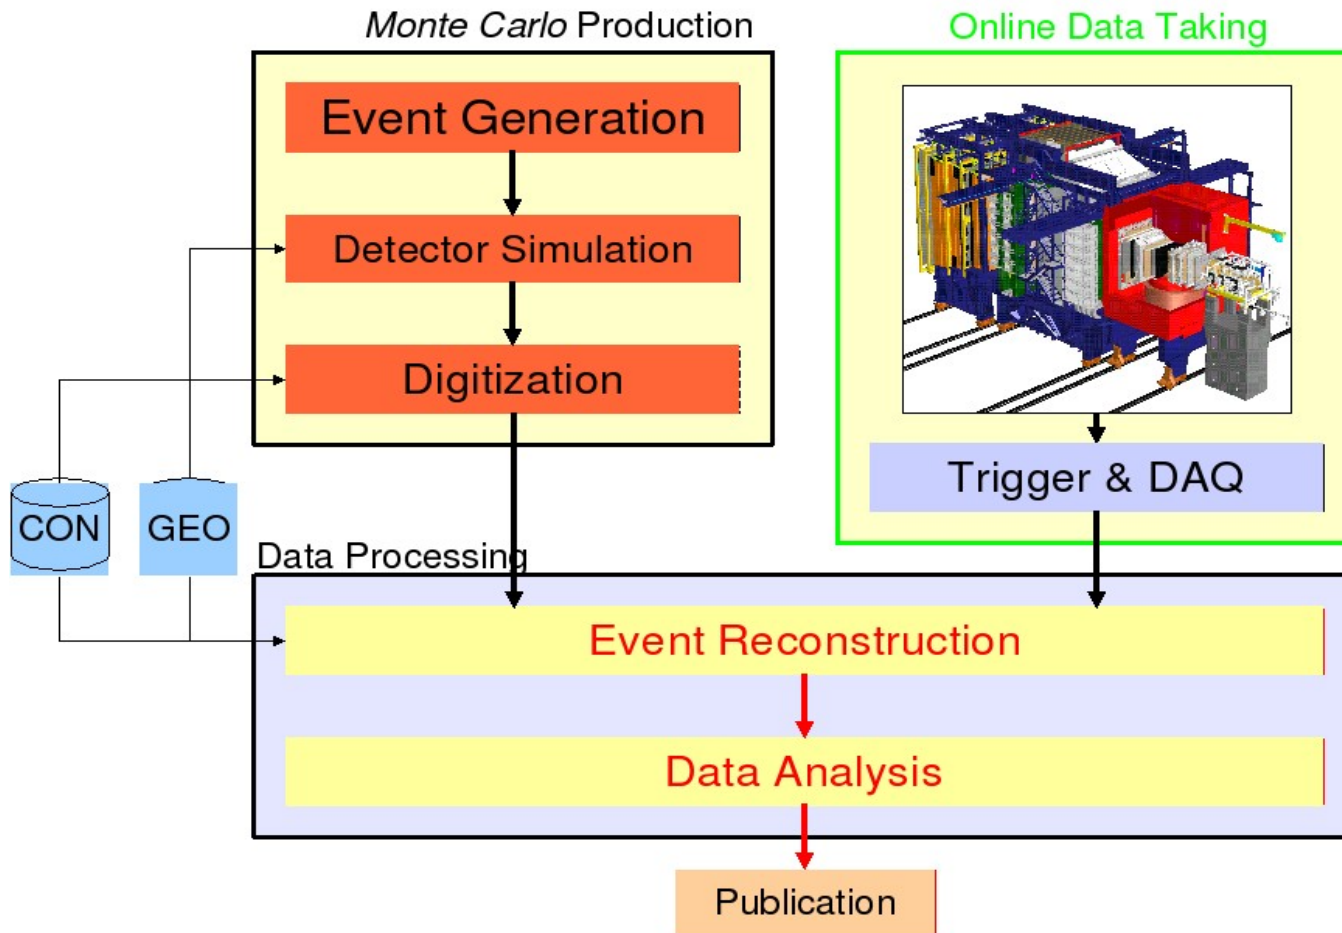 Monte Carlo Production
Online Data Taking
Event Generation
Detector Simulation
Digitization
Trigger & DAQ
CON
GEO
Data Processing
Event Reconstruction
Data Analysis
Publication